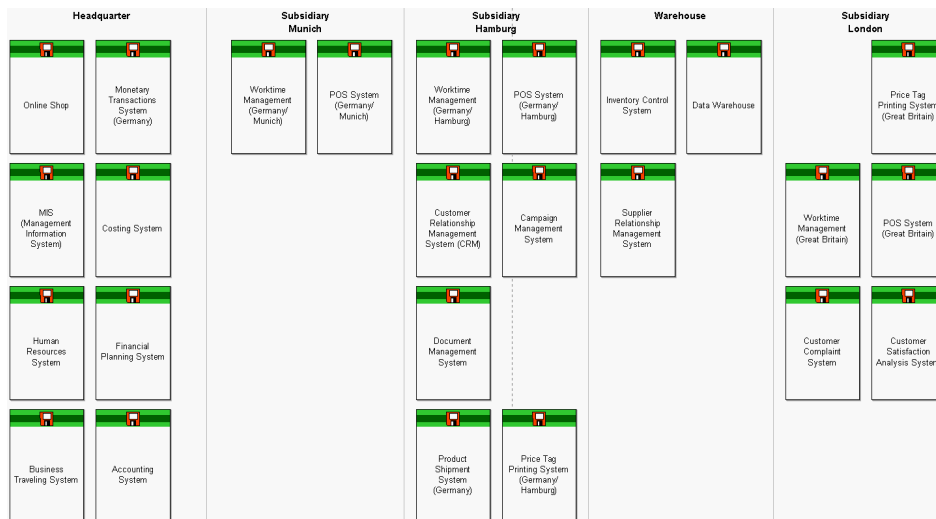 Headquarter
Subsidiary
Munich
Subsidiary
Hamburg
Warehouse
Subsidiary
London
Online Shop
Monetary
Transactions
System
(Germany)
Worktime
Management
(Germany/
Munich)
POS System
(Germany/
Munich)
Worktime
Management
(Germany/
Hamburg)
POS System
(Germany/
Hamburg)
Inventory Control
System
Data Warehouse
Price Tag
Printing System
(Great Britain)
MIS
(Management
Information
System)
Costing System
Customer
Relationship
Management
System (CRM)
Campaign
Management
System
Supplier
Relationship
Management
System
Worktime
Management
(Great Britain)
POS System
(Great Britain)
Human
Resources
System
Financial
Planning System
Document
Management
System
Customer
Complaint
System
Customer
Satisfaction
Analysis System
Business
Traveling System
Accounting
System
Product
Shipment
System
(Germany)
Price Tag
Printing System
(Germany/
Hamburg)